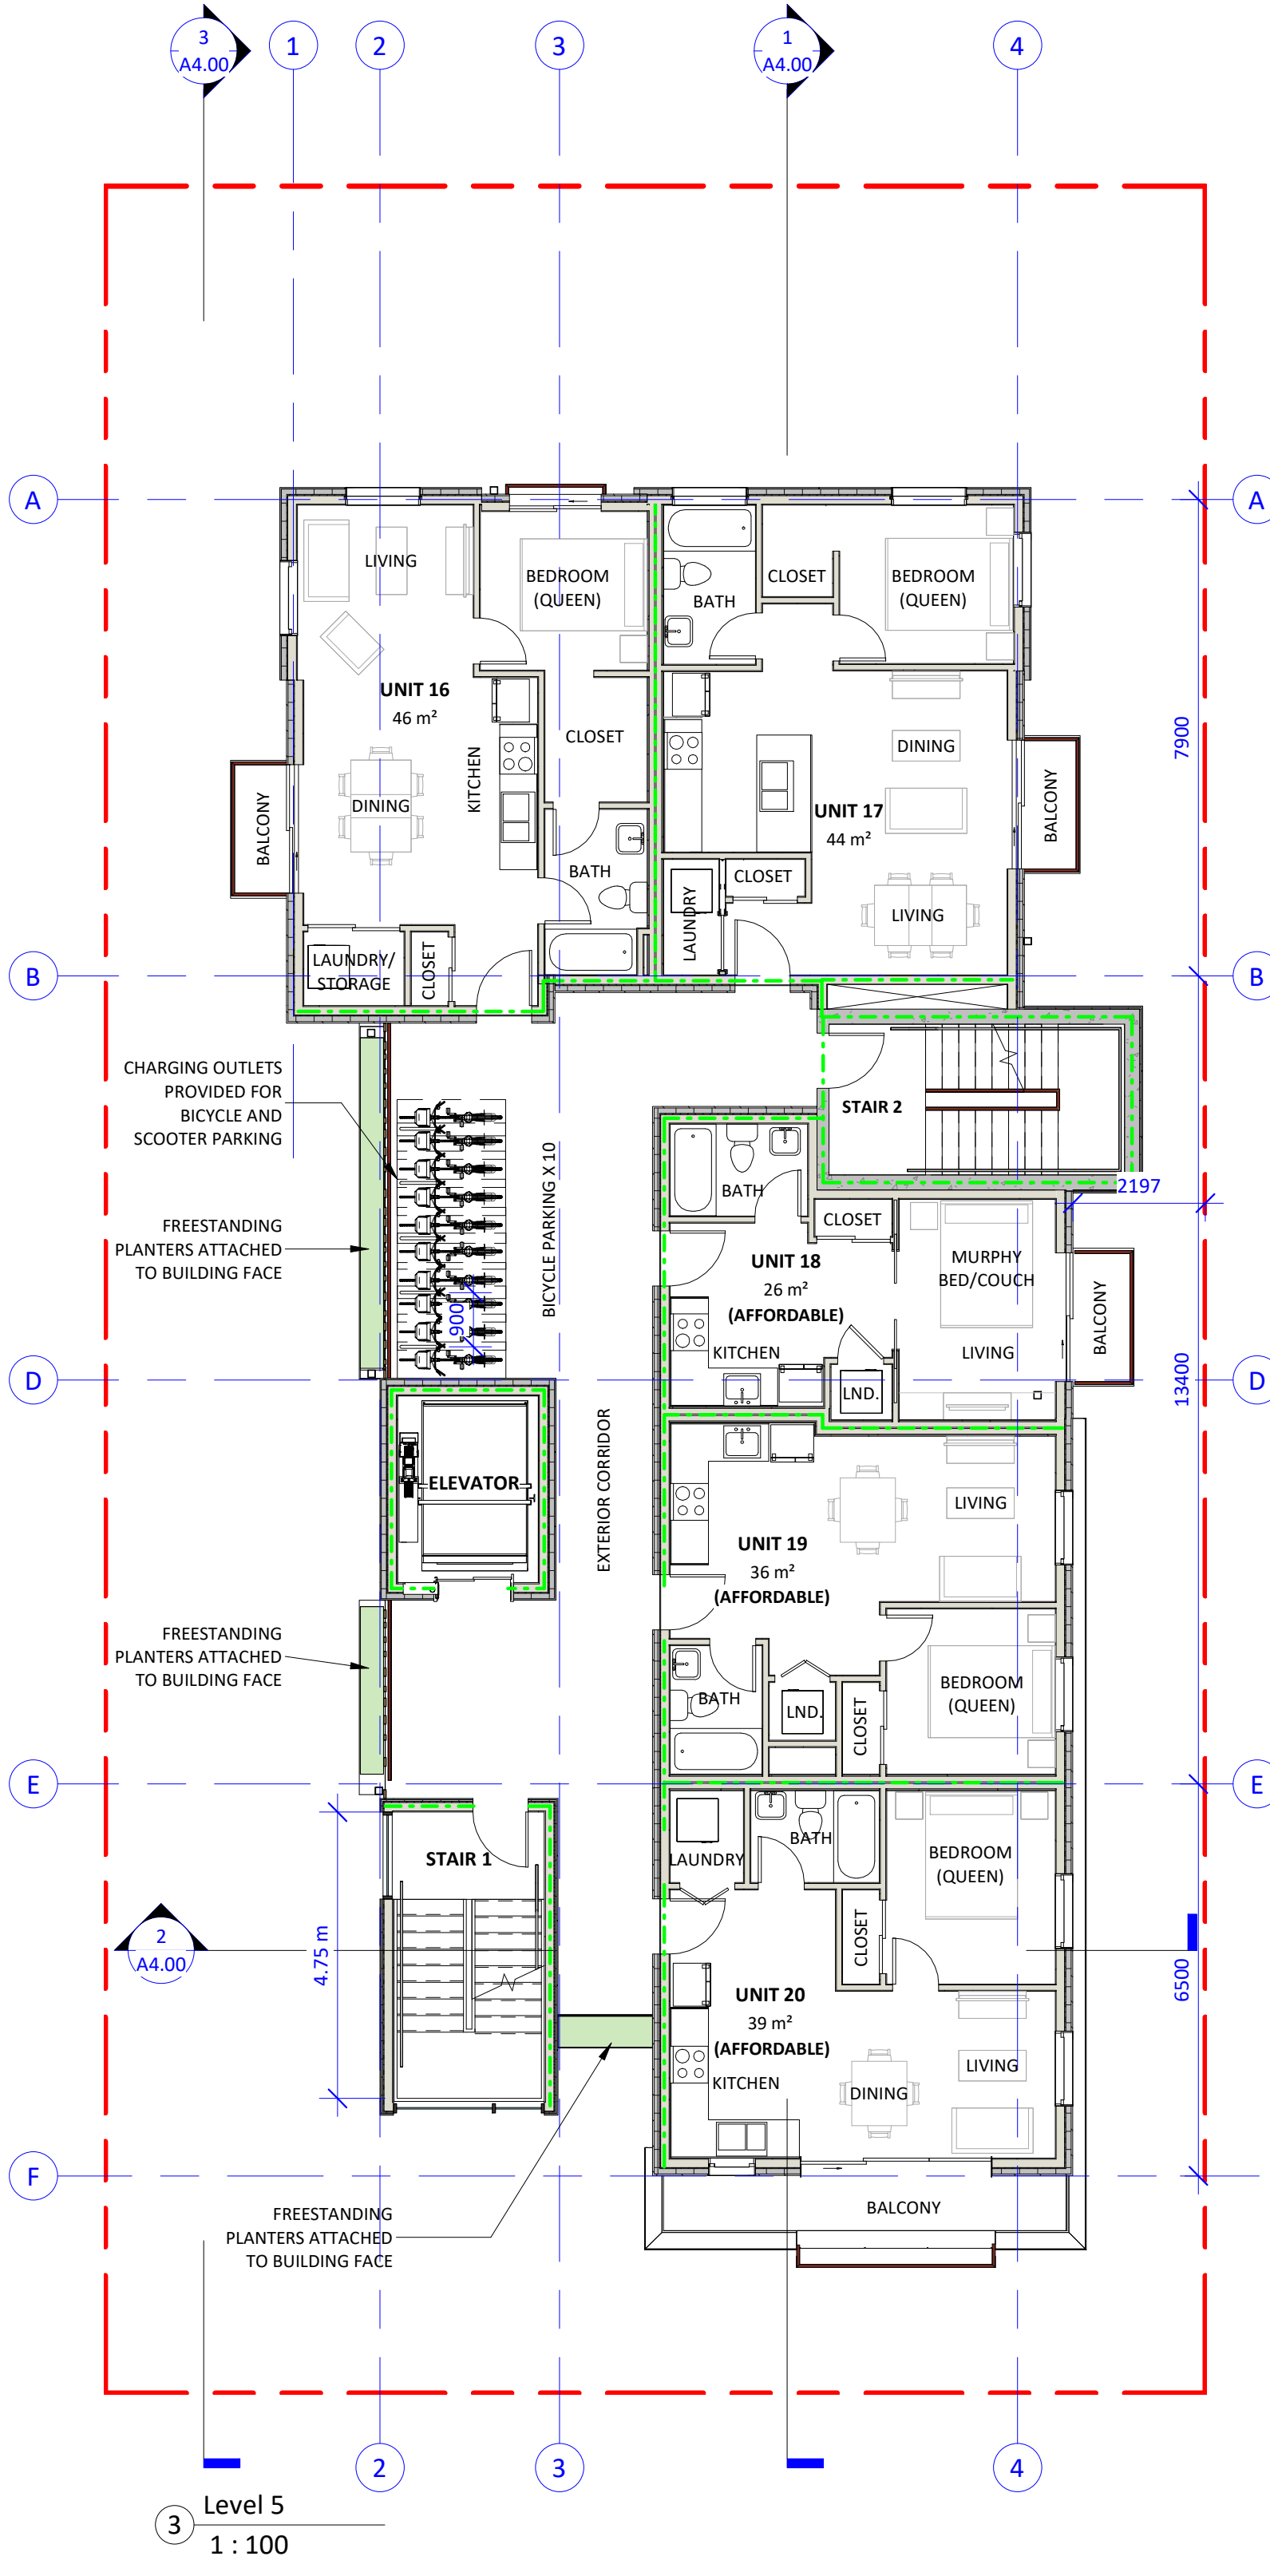 3
A4.00
1
2
3
1
A4.00
4
A
A
LIVING
BEDROOM
(QUEEN)
CLOSET
BATH
BEDROOM
(QUEEN)
UNIT 16
46 m²
CLOSET
KITCHEN
DINING
BALCONY
BATH
LAUNDRY/
STORAGE
CLOSET
DINING
UNIT 17
44 m²
BALCONY
7900
CLOSET
LAUNDRY
LIVING
B
B
CHARGING OUTLETS
PROVIDED FOR
BICYCLE AND
SCOOTER PARKING
STAIR 2
BICYCLE PARKING X 10
900
FREESTANDING
PLANTERS ATTACHED
TO BUILDING FACE
BATH
2197
CLOSET
UNIT 18
26 m²
(AFFORDABLE)
MURPHY
BED/COUCH
KITCHEN
LIVING
BALCONY
LND.
13400
D
D
ELEVATOR
EXTERIOR CORRIDOR
LIVING
UNIT 19
36 m²
(AFFORDABLE)
FREESTANDING
PLANTERS ATTACHED
TO BUILDING FACE
BATH
LND.
CLOSET
BEDROOM
(QUEEN)
E
E
STAIR 1
LAUNDRY
BATH
BEDROOM
(QUEEN)
CLOSET
2
A4.00
4.75 m
6500
UNIT 20
39 m²
(AFFORDABLE)
KITCHEN
DINING
LIVING
F
BALCONY
FREESTANDING
PLANTERS ATTACHED
TO BUILDING FACE
2
3
4
3
Level 5
1 : 100